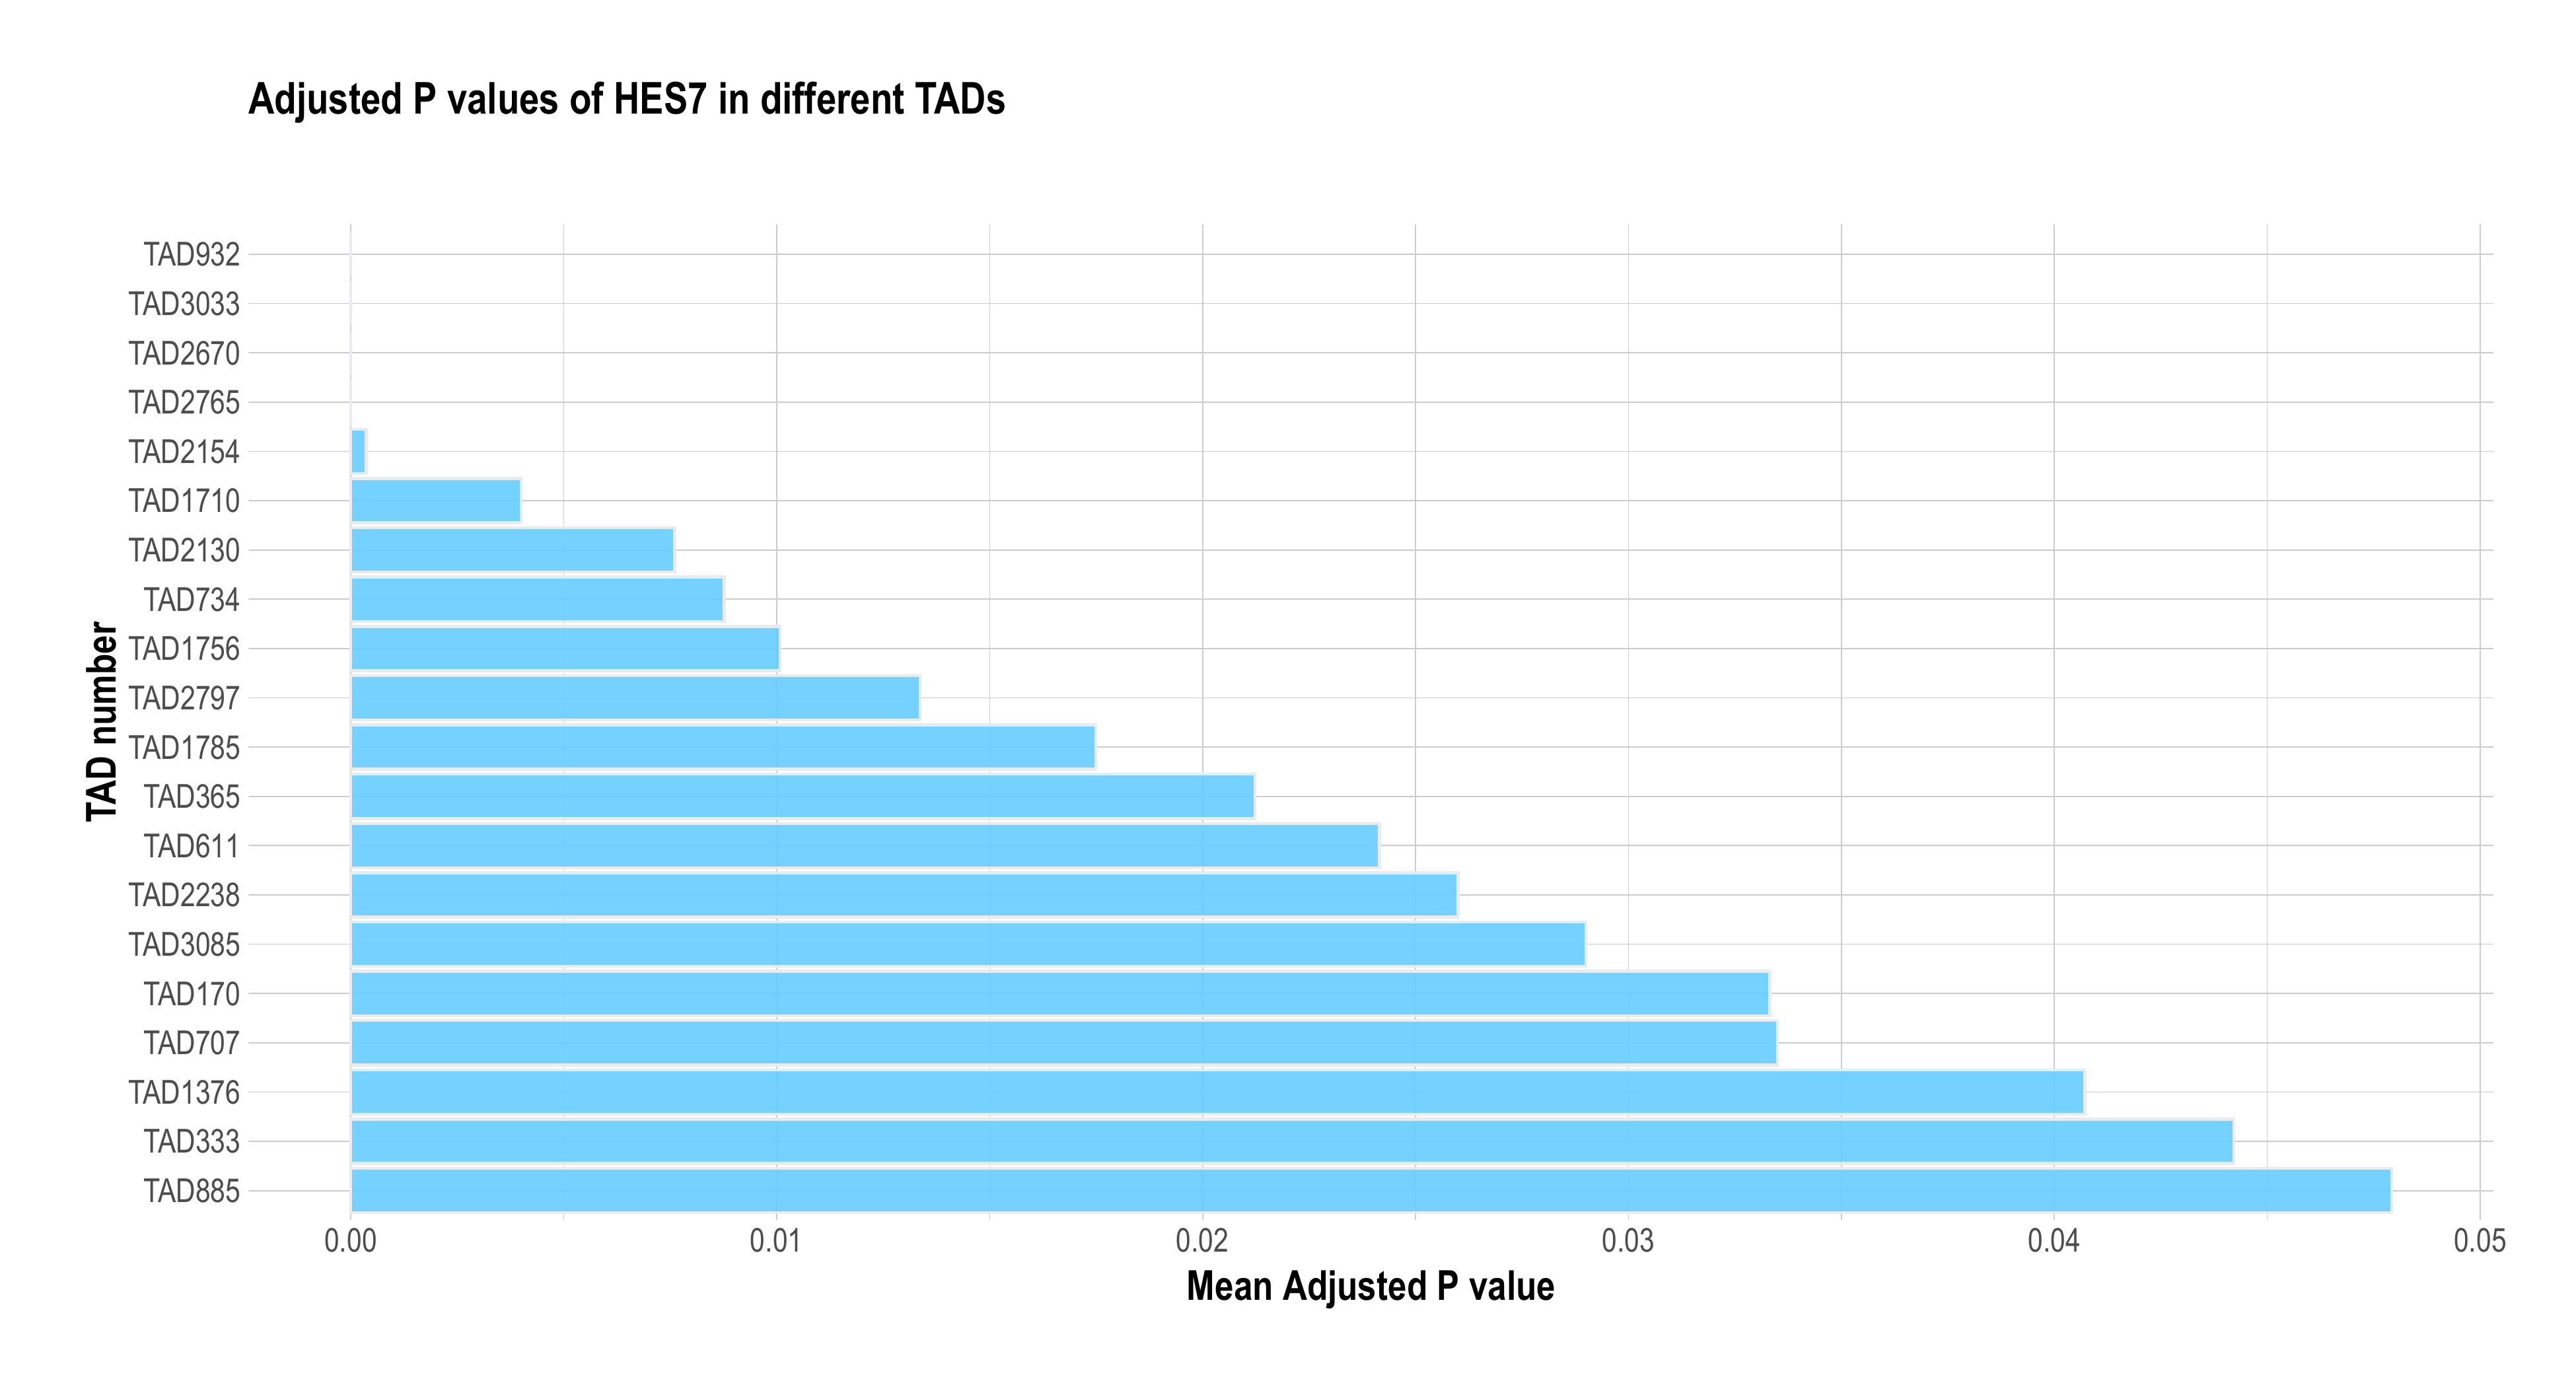 Adjusted P values of HES7 in different TADs
TAD number
TAD932
TAD3033
TAD2670
TAD2765
TAD2154
TAD1710
TAD2130
TAD734
TAD1756
TAD2797
TAD1785
TAD365
TAD611
TAD2238
TAD3085
TAD170
TAD707
TAD1376
TAD333
TAD885
0.00 0.01 0.02 0.03 0.04 0.05
Mean Adjusted P value